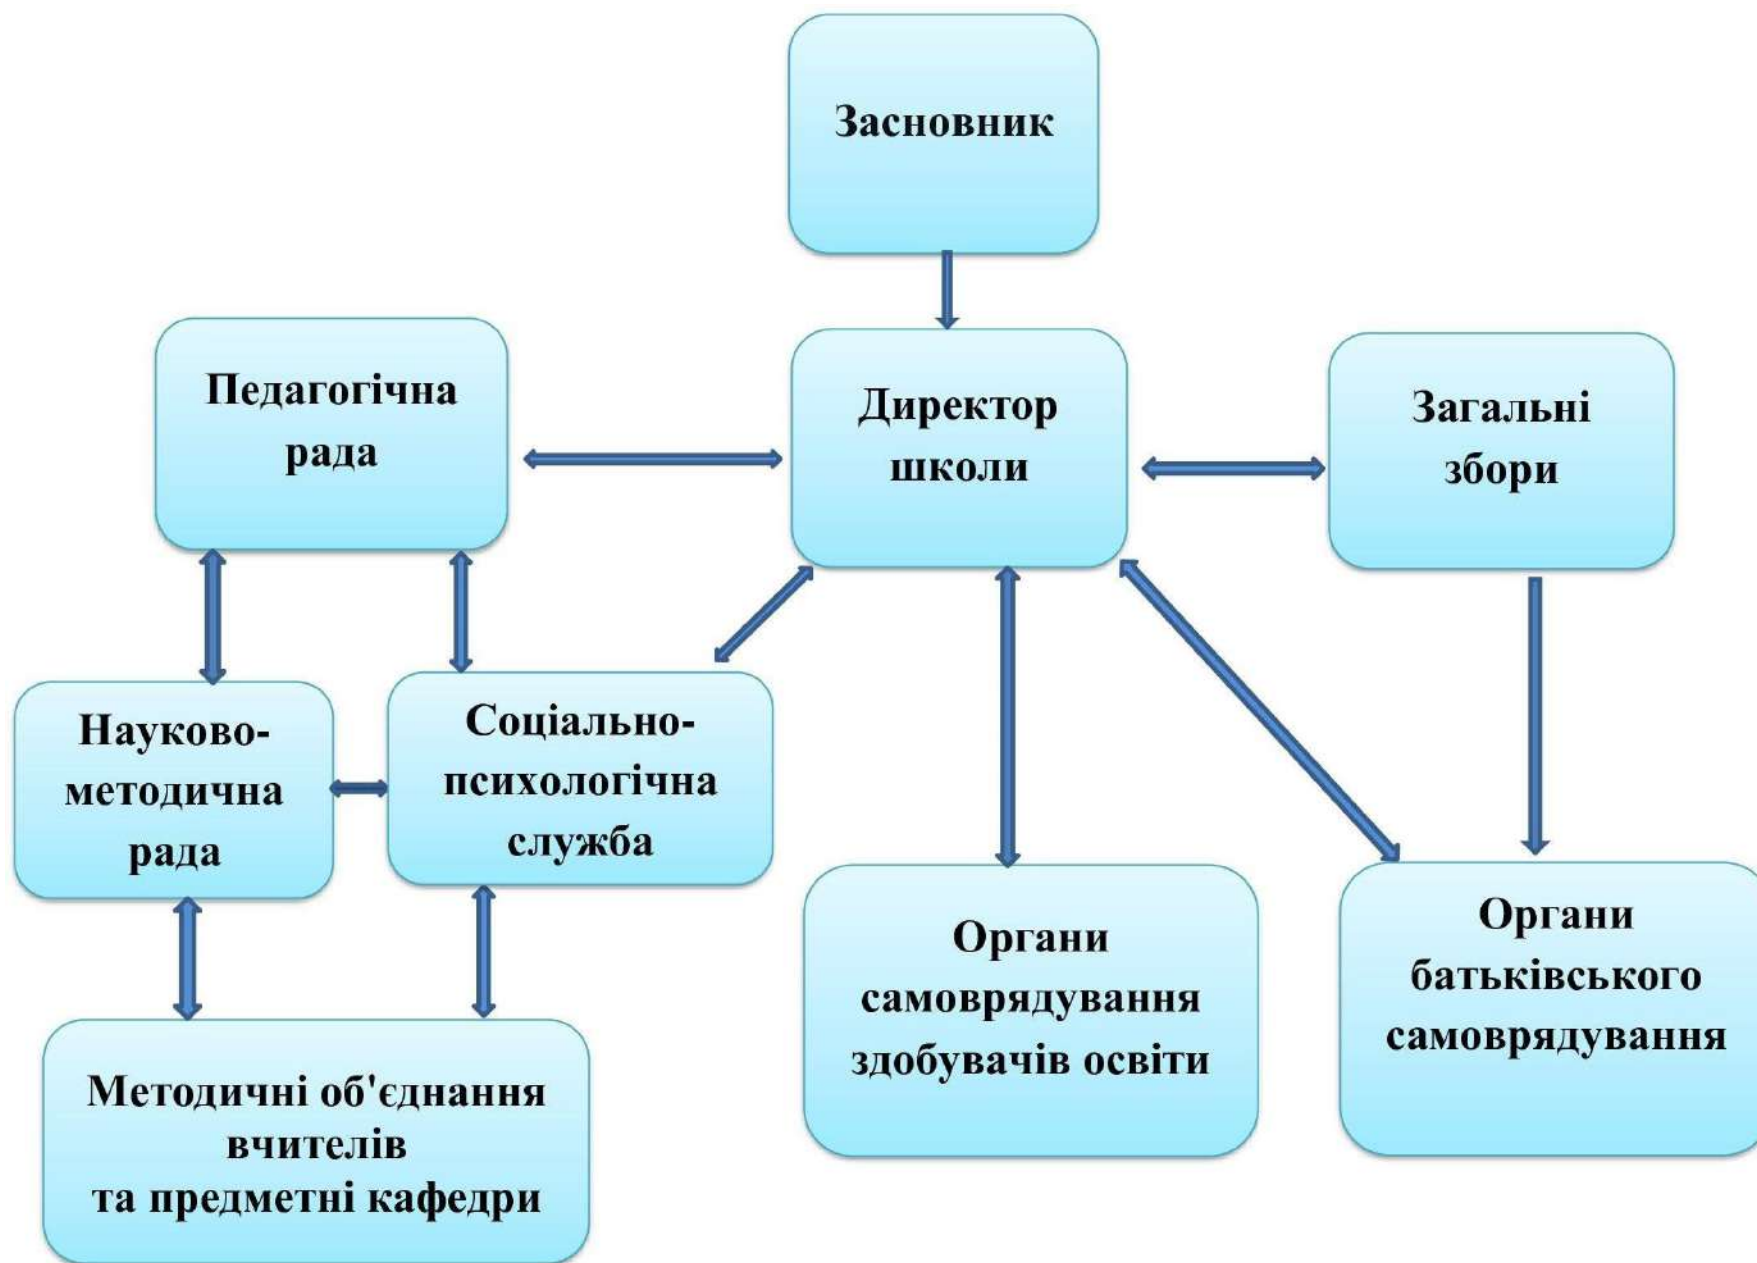 Засновник
Педагогічна
рада
Директор
школи
Загальні
збори
Науково-
методична
рада
Соціально-
психологічна
служба
Органи
самоврядування
здобувачів освіти
Органи
батьківського
самоврядування
Методичні об'єднання
вчителів
та предметні кафедри